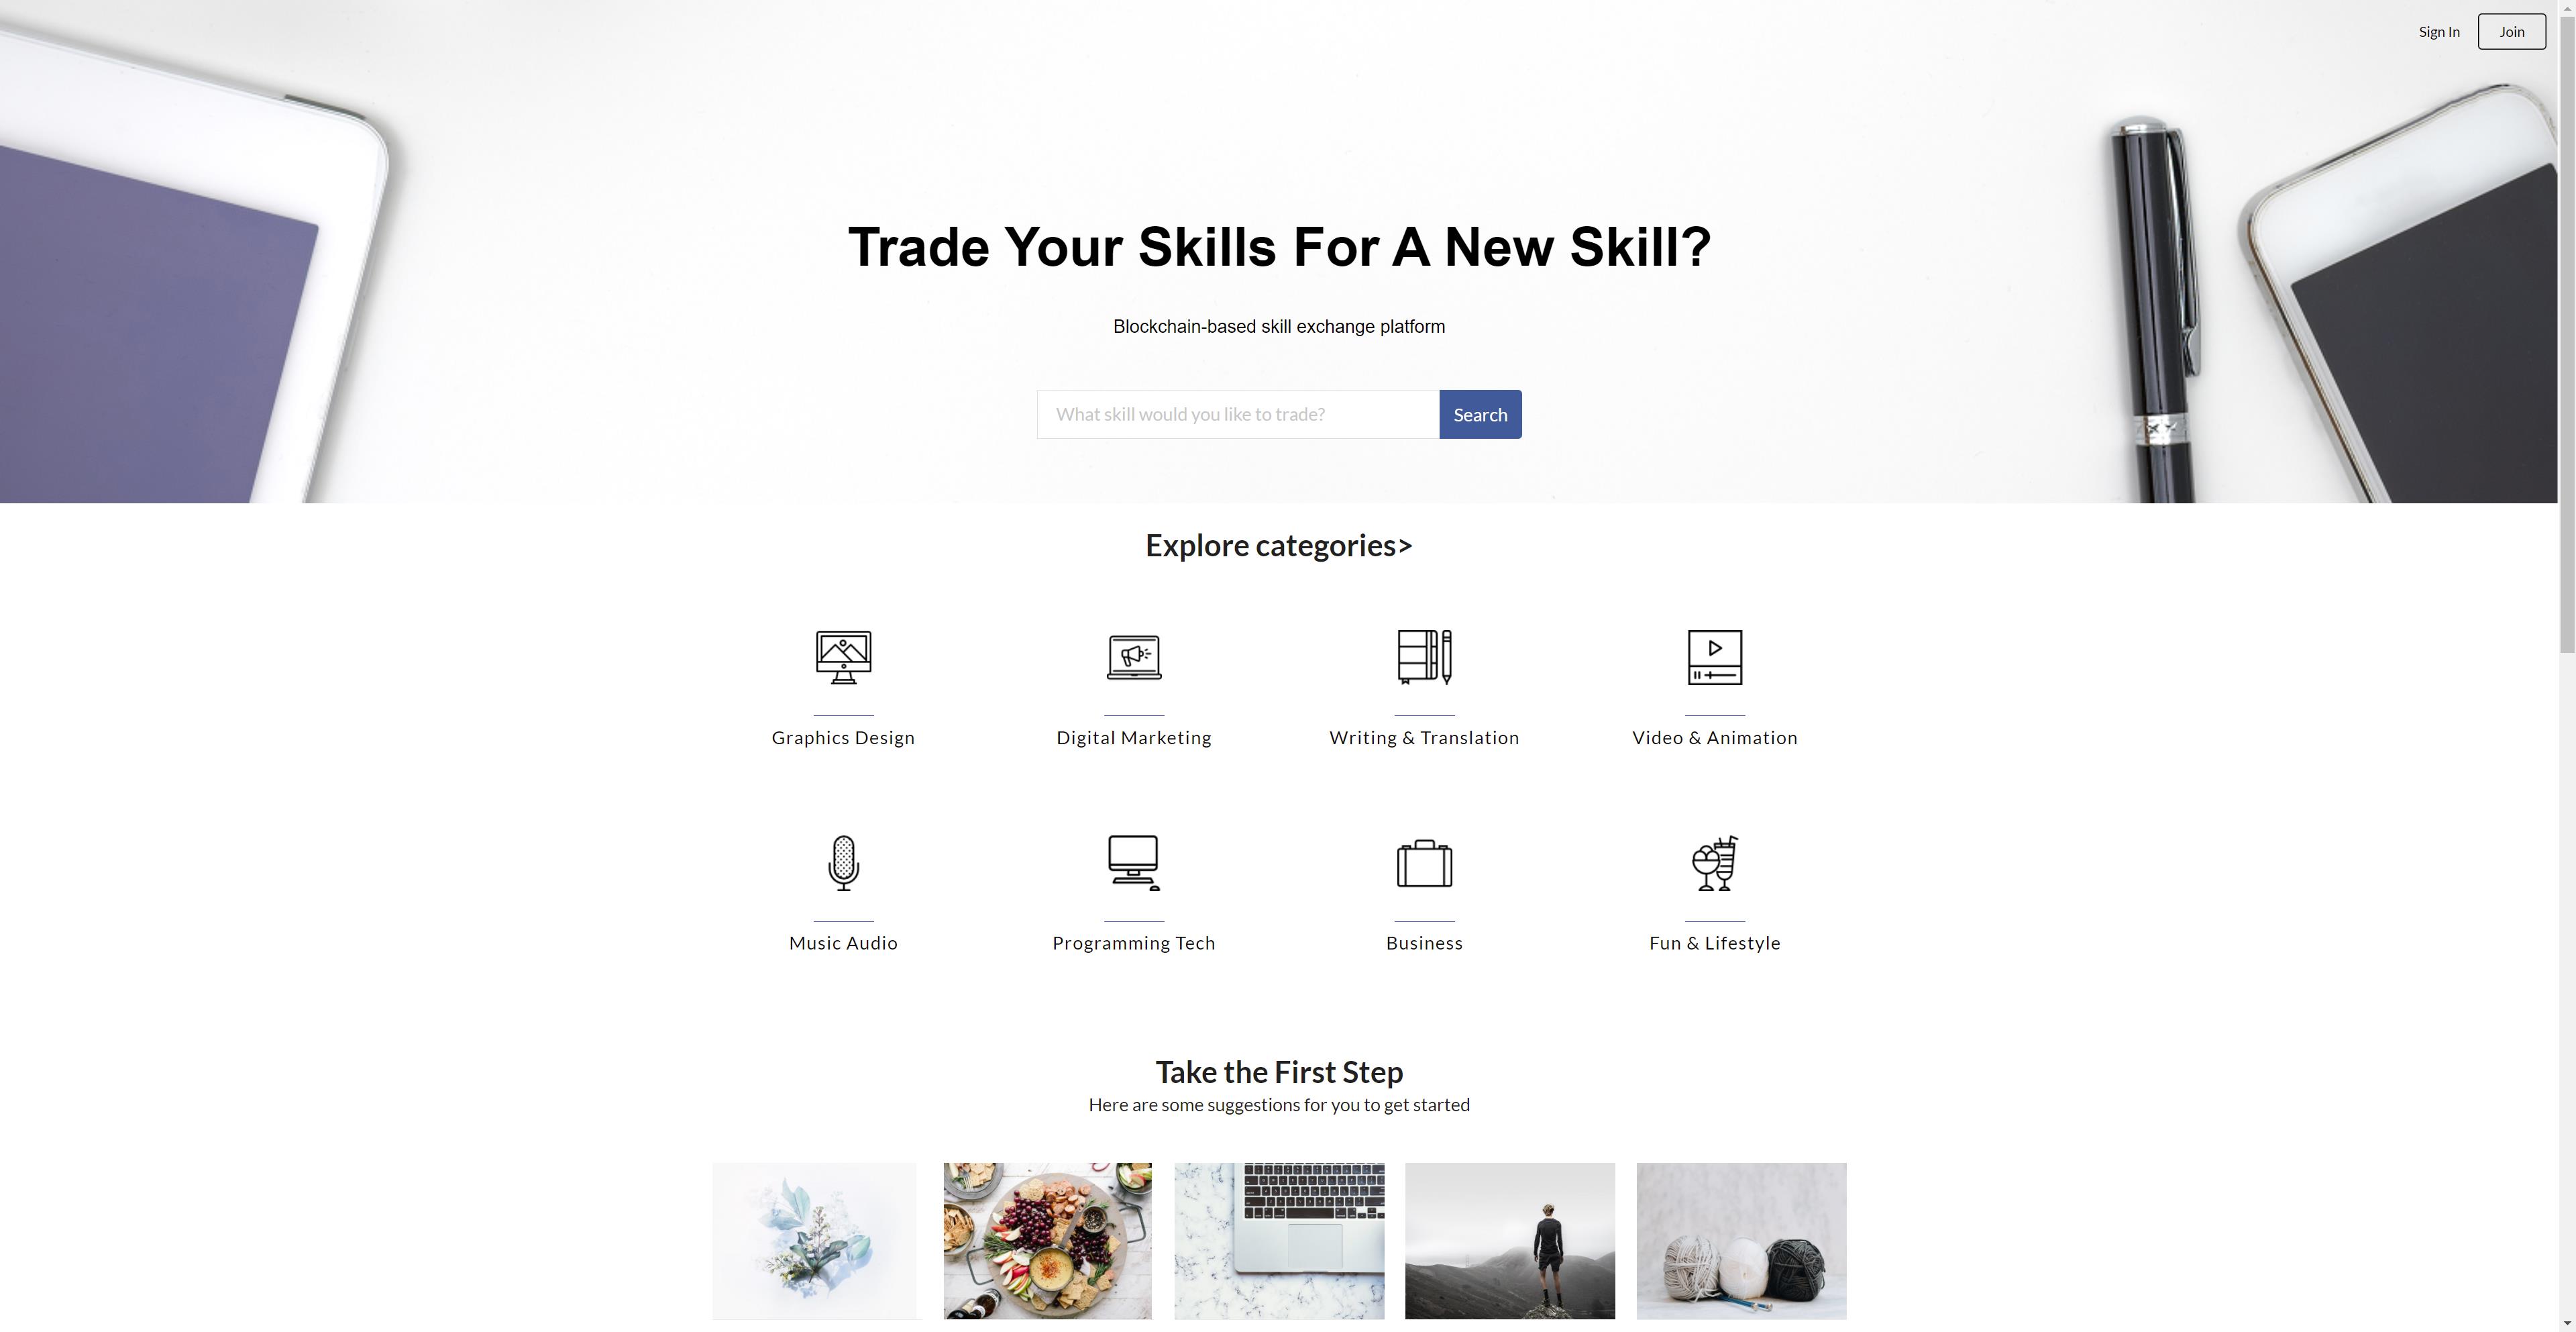 Sign In
Join
Trade Your Skills For A New Skill?
Blockchain-based skill exchange platform
What skill would you like to trade?
Search
Explore categories>
Graphics Design
Digital Marketing
Writing & Translation
Video & Animation
Music Audio
Programming Tech
Business
Fun & Lifestyle
Take the First Step
Here are some suggestions for you to get started